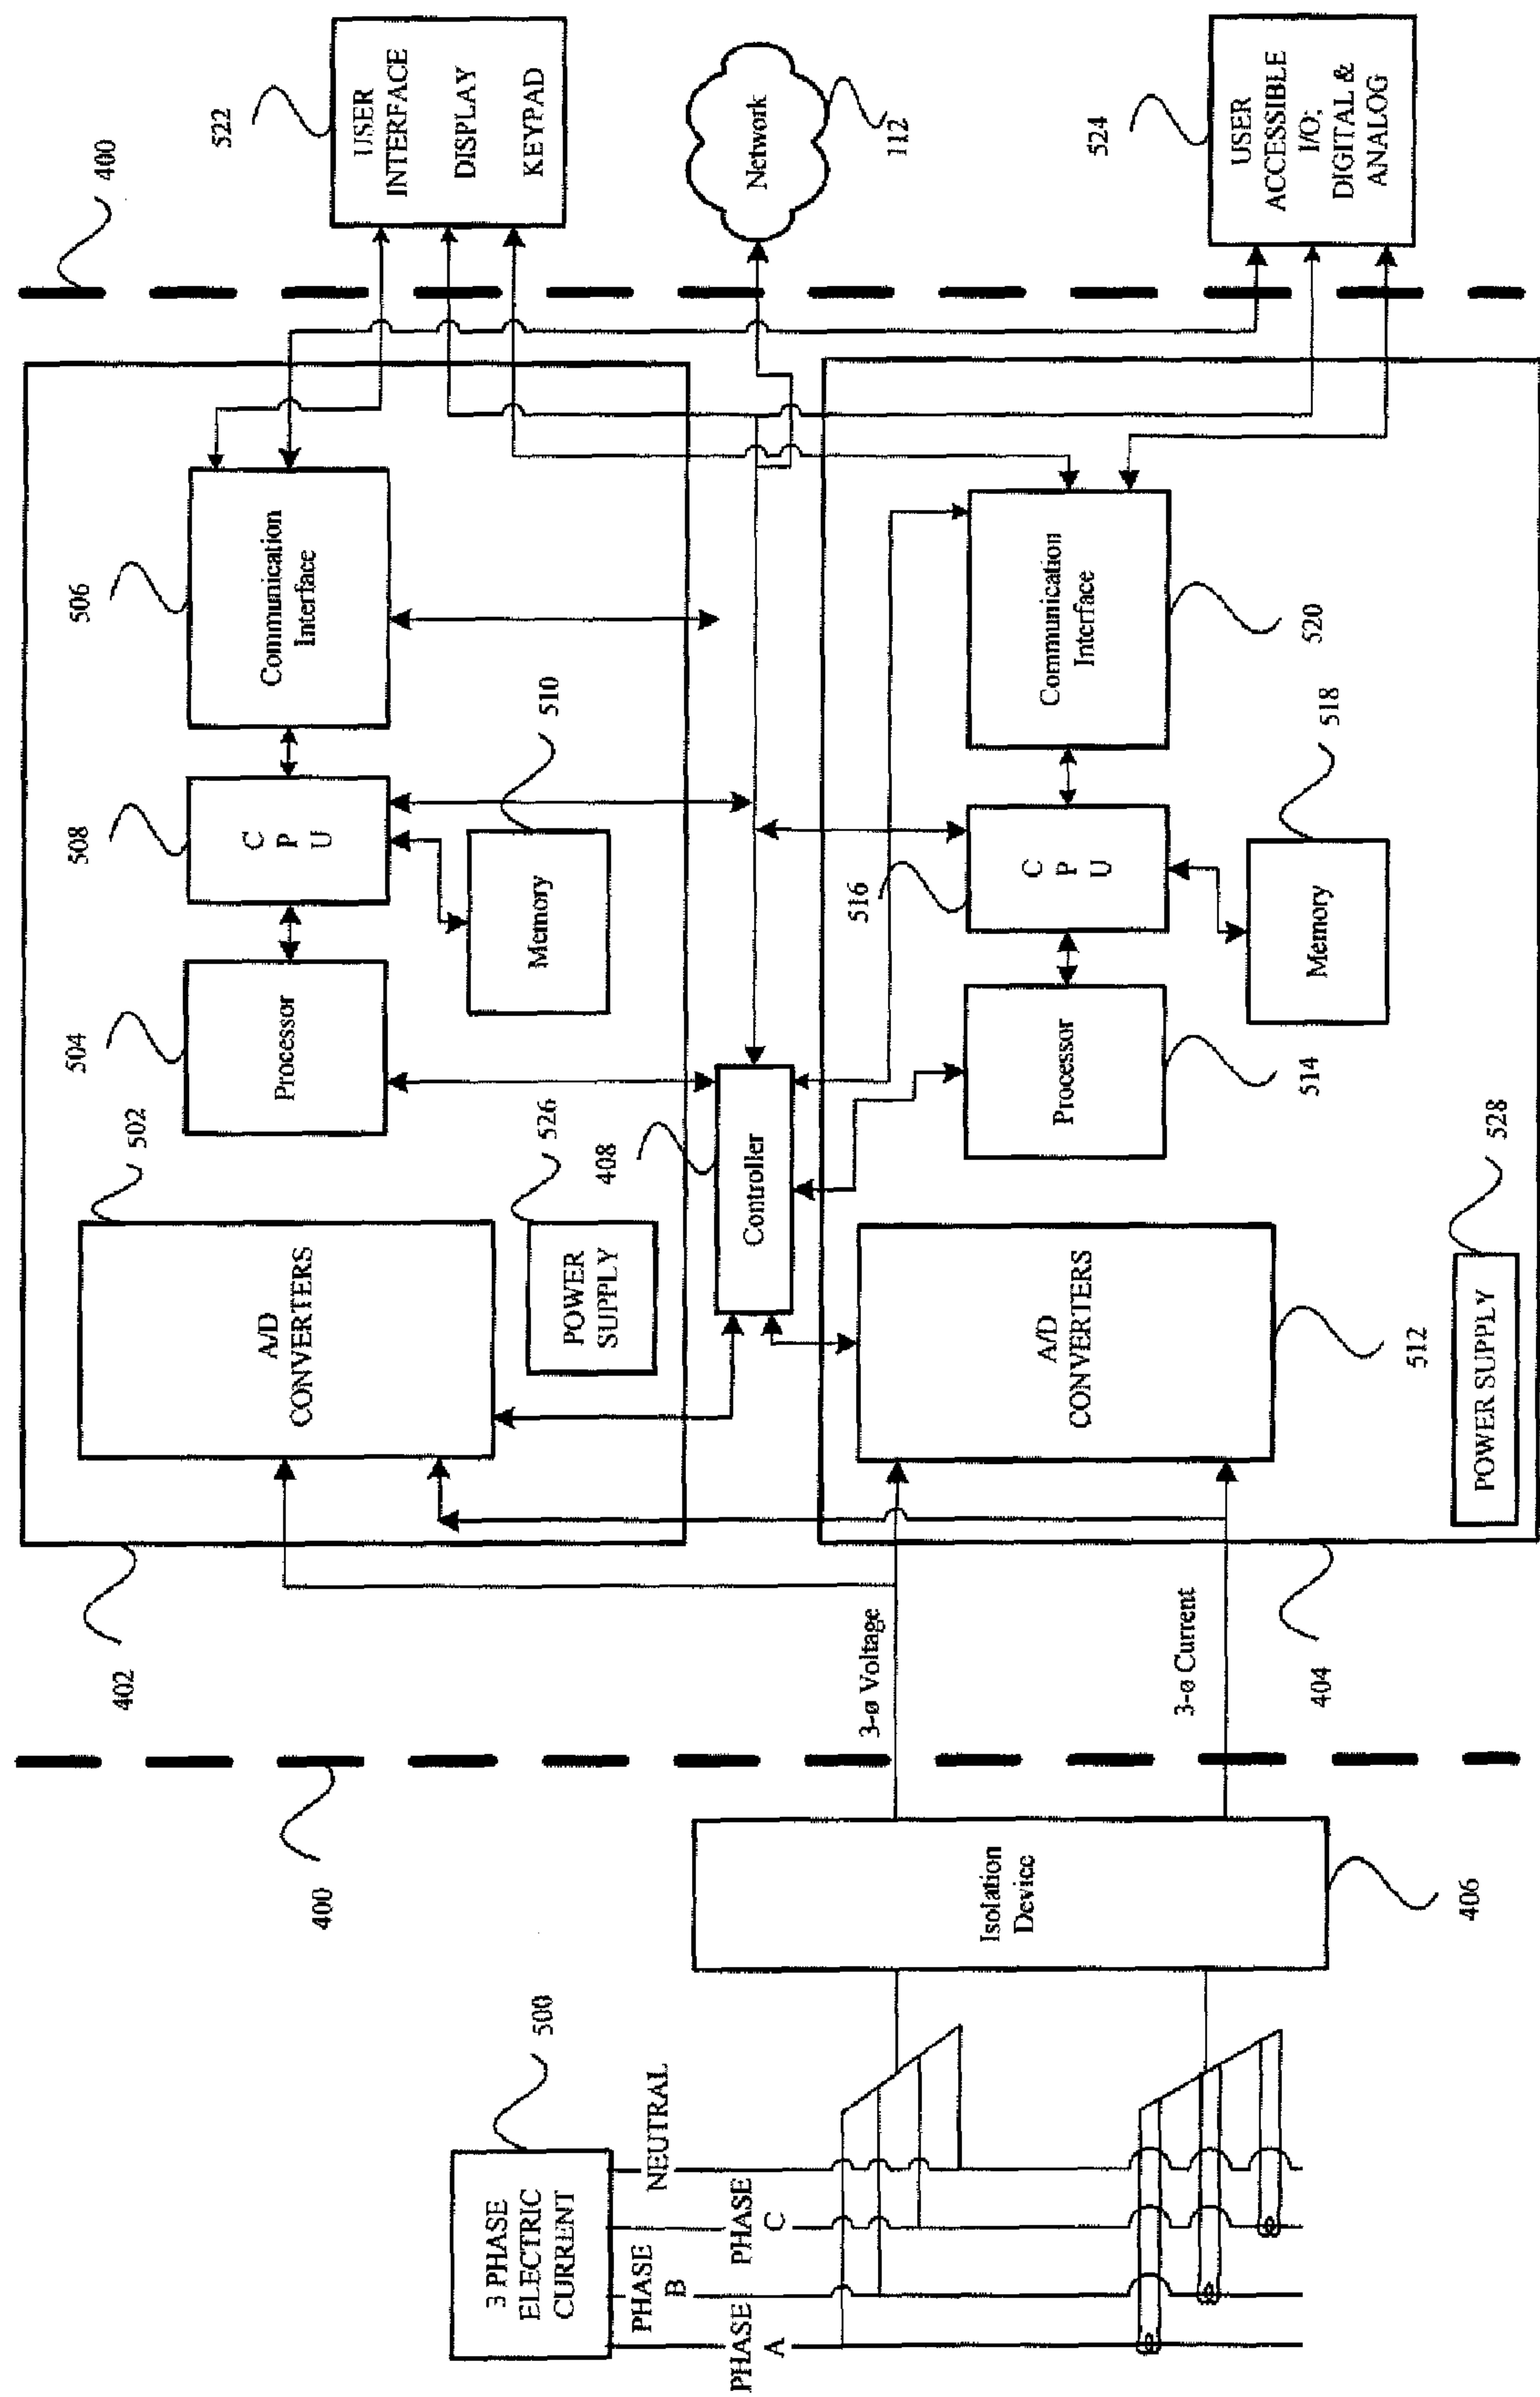 400
522
USER
INTERFACE
DISPLAY
KEYPAD
Network
112
524
USER
ACCESSIBLE
I/O;
DIGITAL &
ANALOG
402
502
A/D
CONVERTERS
504
Processor
508
C
P
U
506
Communication
Interface
510
Memory
526
POWER
SUPPLY
408
Controller
512
A/D
CONVERTERS
514
Processor
516
C
P
U
520
Communication
Interface
518
Memory
528
POWER SUPPLY
404
3-ø Voltage
3-ø Current
400
Isolation
Device
406
500
3 PHASE
ELECTRIC
CURRENT
NEUTRAL
PHASE
C
PHASE
B
PHASE
A